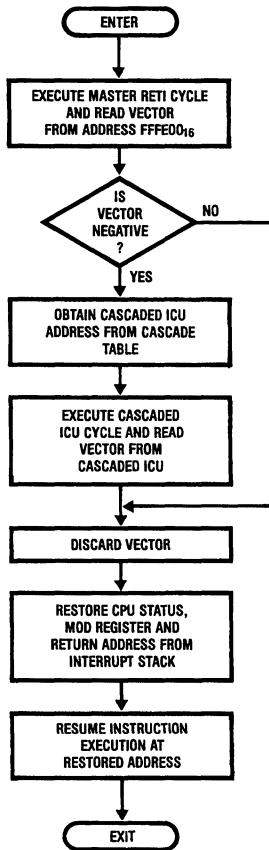 ENTER
EXECUTE MASTER RETI CYCLE
AND READ VECTOR
FROM ADDRESS FFFE00₁₆
IS
VECTOR
NEGATIVE
?
NO
YES
OBTAIN CASCADED ICU
ADDRESS FROM CASCADE
TABLE
EXECUTE CASCADED
ICU CYCLE AND READ
VECTOR FROM
CASCADED ICU
DISCARD VECTOR
RESTORE CPU STATUS,
MOD REGISTER AND
RETURN ADDRESS FROM
INTERRUPT STACK
RESUME INSTRUCTION
EXECUTION AT
RESTORED ADDRESS
EXIT